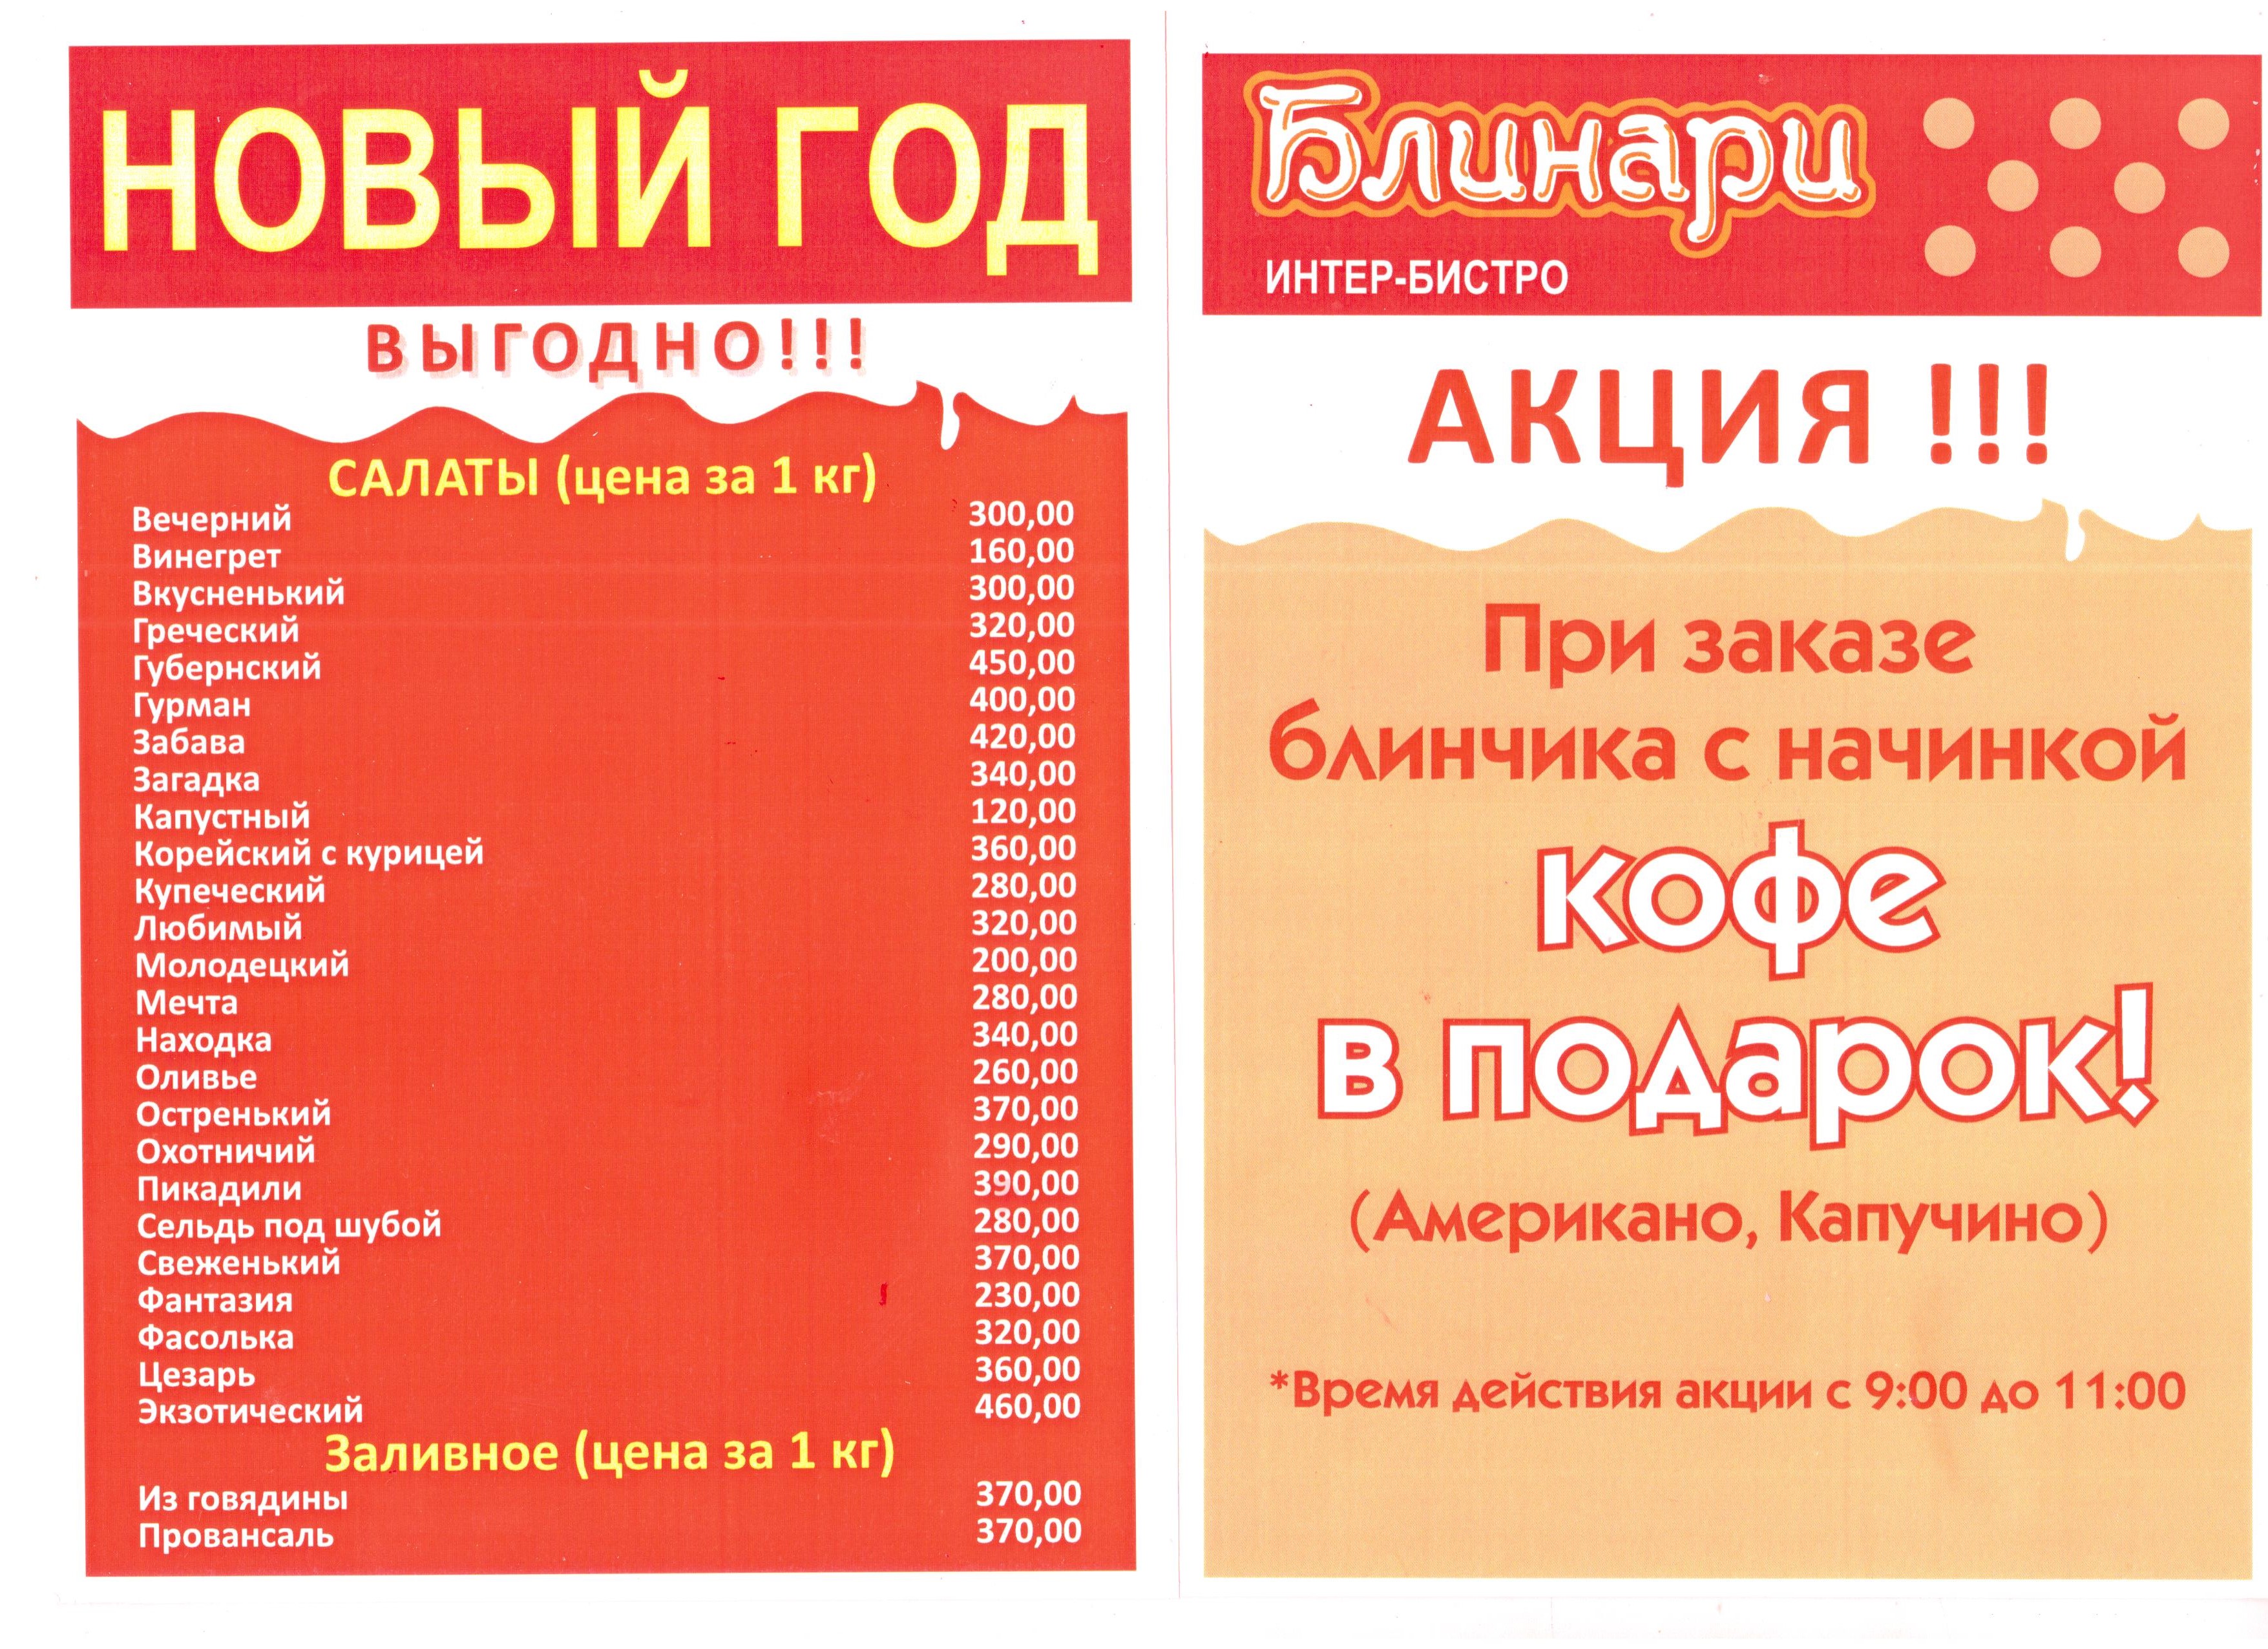 НОВЫЙ ГОД
ВЫГОДНО!!!
САЛАТЫ (цена за 1 кг)
Вечерний 300,00
Винегрет 160,00
Вкусненький 300,00
Греческий 320,00
Губернский 450,00
Гурман 400,00
Забава 420,00
Загадка 340,00
Капустный 120,00
Корейский с курицей 360,00
Купеческий 280,00
Любимый 320,00
Молодецкий 200,00
Мечта 280,00
Находка 340,00
Оливье 260,00
Остренький 370,00
Охотничий 290,00
Пикадили 390,00
Сельдь под шубой 280,00
Свеженький 370,00
Фантазия 230,00
Фасолька 320,00
Цезарь 360,00
Экзотический 460,00
Заливное (цена за 1 кг)
Из говядины 370,00
Провансаль 370,00
Блинари
ИНТЕР-БИСТРО
АКЦИЯ !!!
При заказе
блинчика с начинкой
кофе
в подарок!
(Американо, Капучино)
*Время действия акции с 9:00 до 11:00